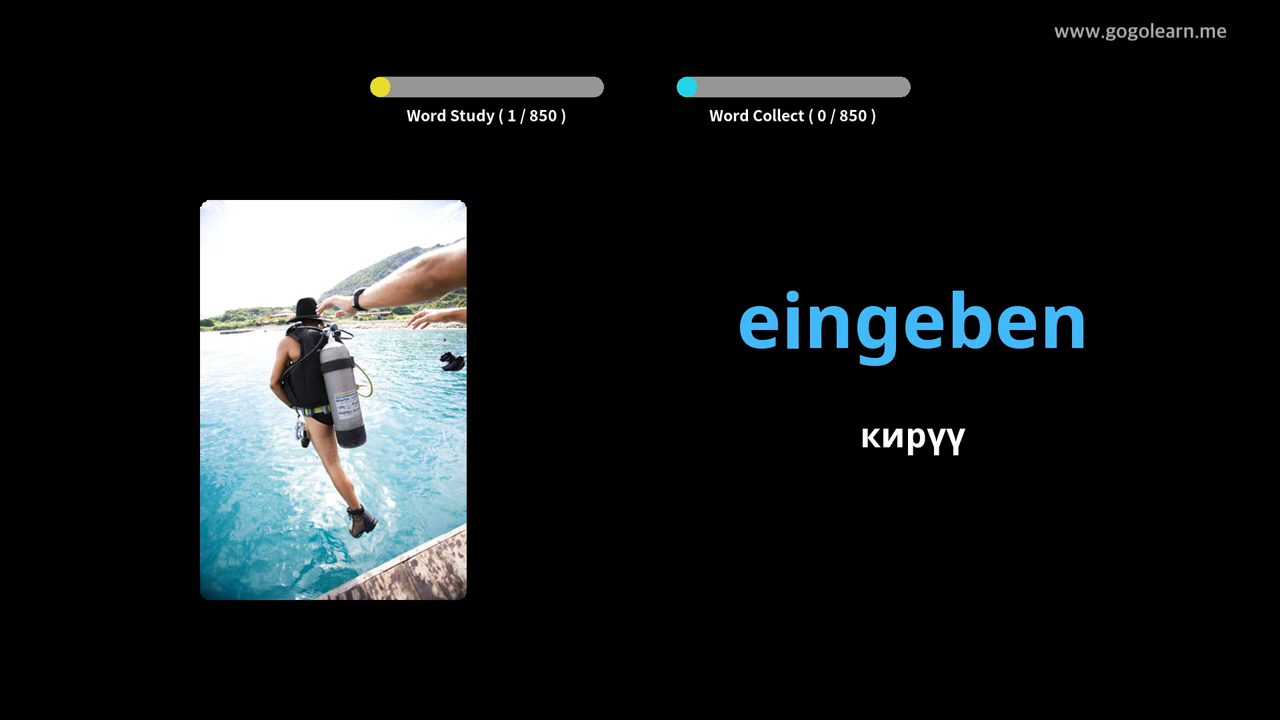 www.gogolearn.me
Word Study ( 1 / 850 )
Word Collect ( 0 / 850 )
eingeben
кирүү